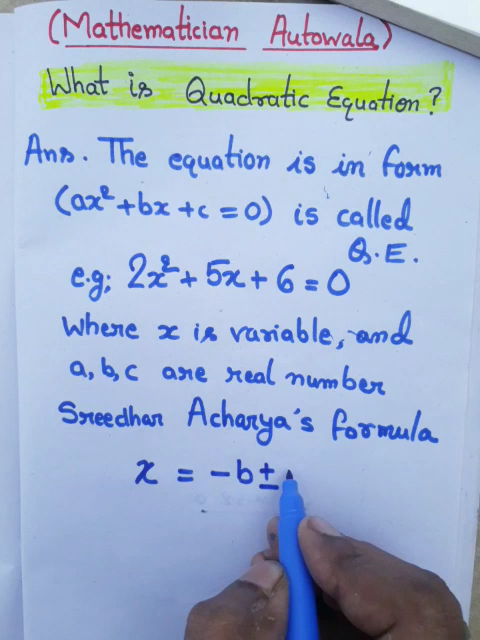 (Mathematician Autowala)
What is Quadratic Equation?
Ans. The equation is in form
(ax²+bx+c=0) is called
Q.E.
e.g; 2x²+5x+6=0
Where x is variable, and
a, b, c are real number
Sreedhar Acharya's formula
x = -b ±